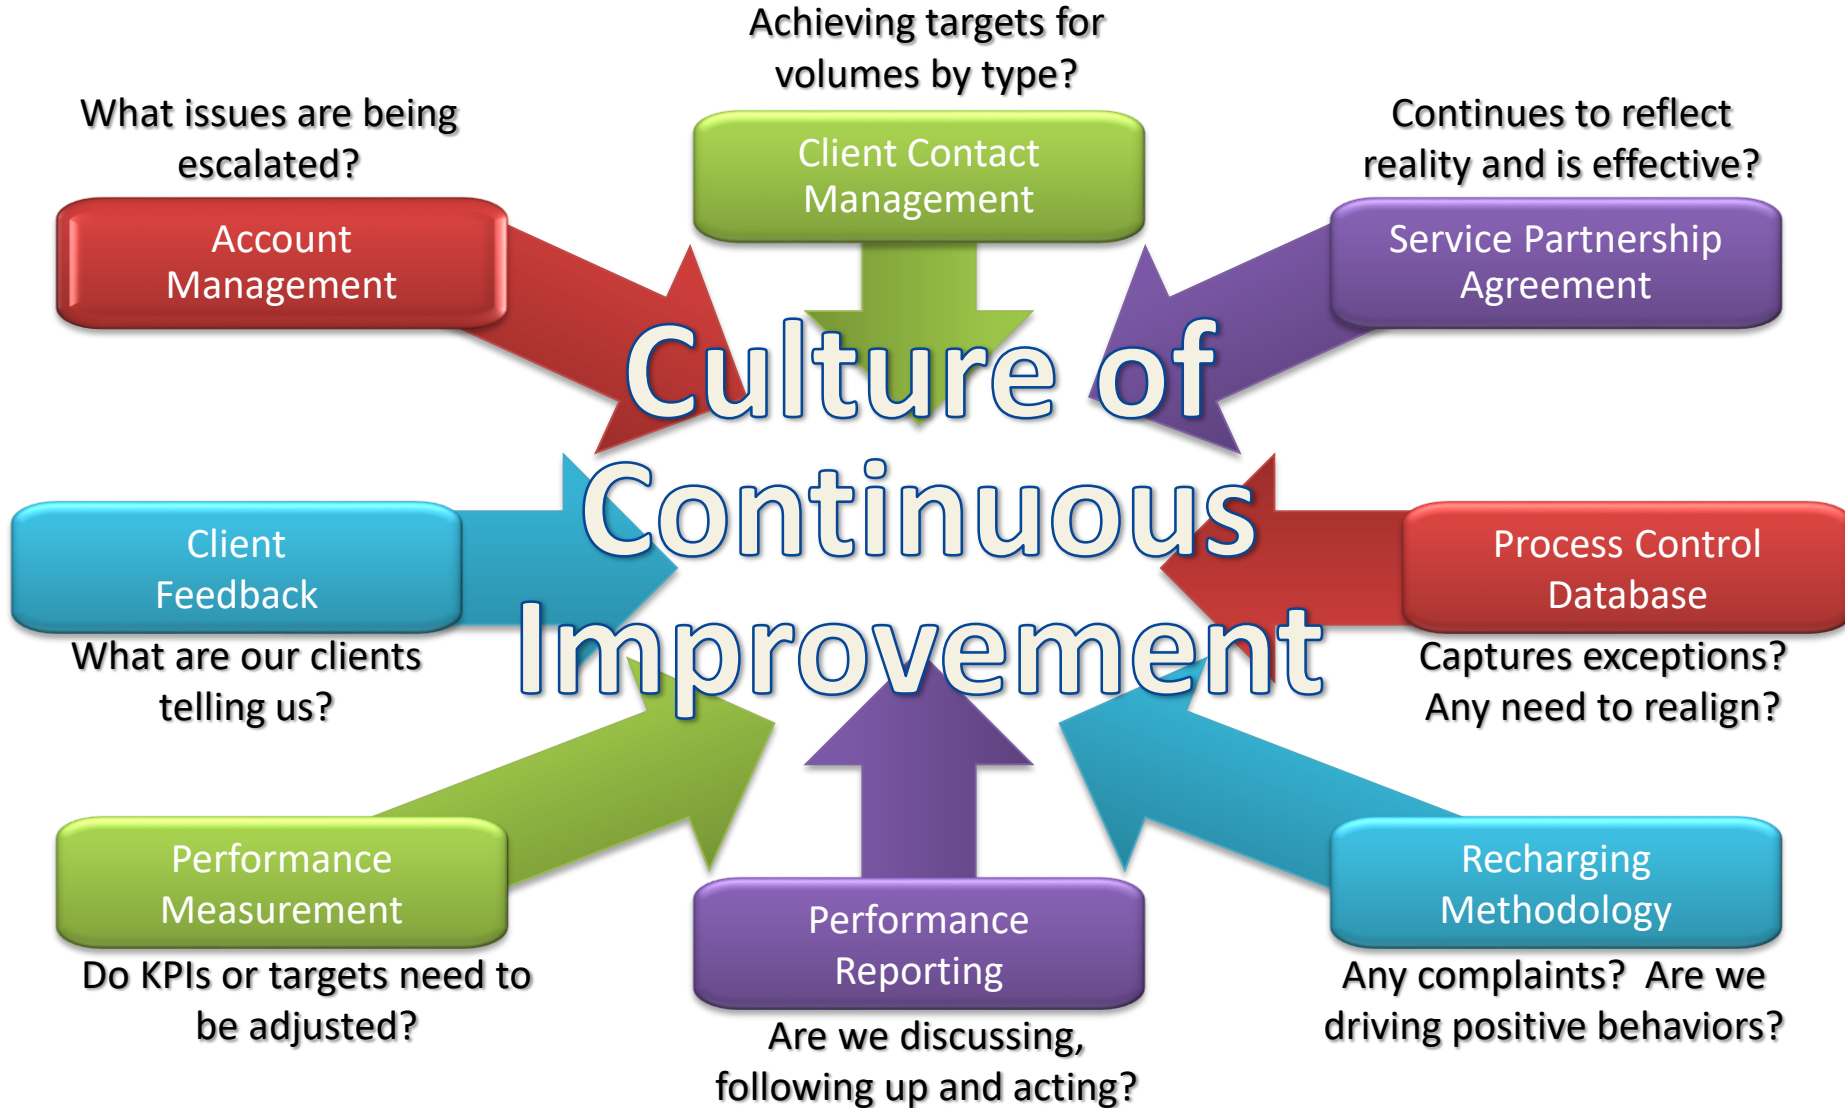 Achieving targets for
volumes by type?
Client Contact
Management
What issues are being
escalated?
Account
Management
Continues to reflect
reality and is effective?
Service Partnership
Agreement
Culture of
Continuous
Improvement
Client
Feedback
What are our clients
telling us?
Process Control
Database
Captures exceptions?
Any need to realign?
Performance
Measurement
Do KPIs or targets need to
be adjusted?
Performance
Reporting
Are we discussing,
following up and acting?
Recharging
Methodology
Any complaints?  Are we
driving positive behaviors?